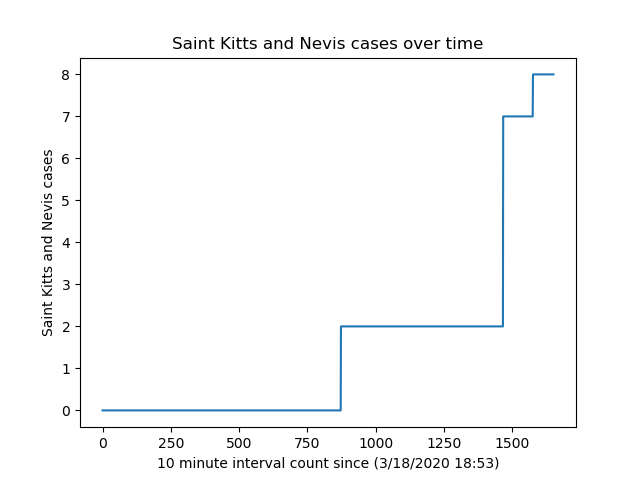 Saint Kitts and Nevis cases over time
Saint Kitts and Nevis cases
8
7
6
5
4
3
2
1
0
0 250 500 750 1000 1250 1500
10 minute interval count since (3/18/2020 18:53)